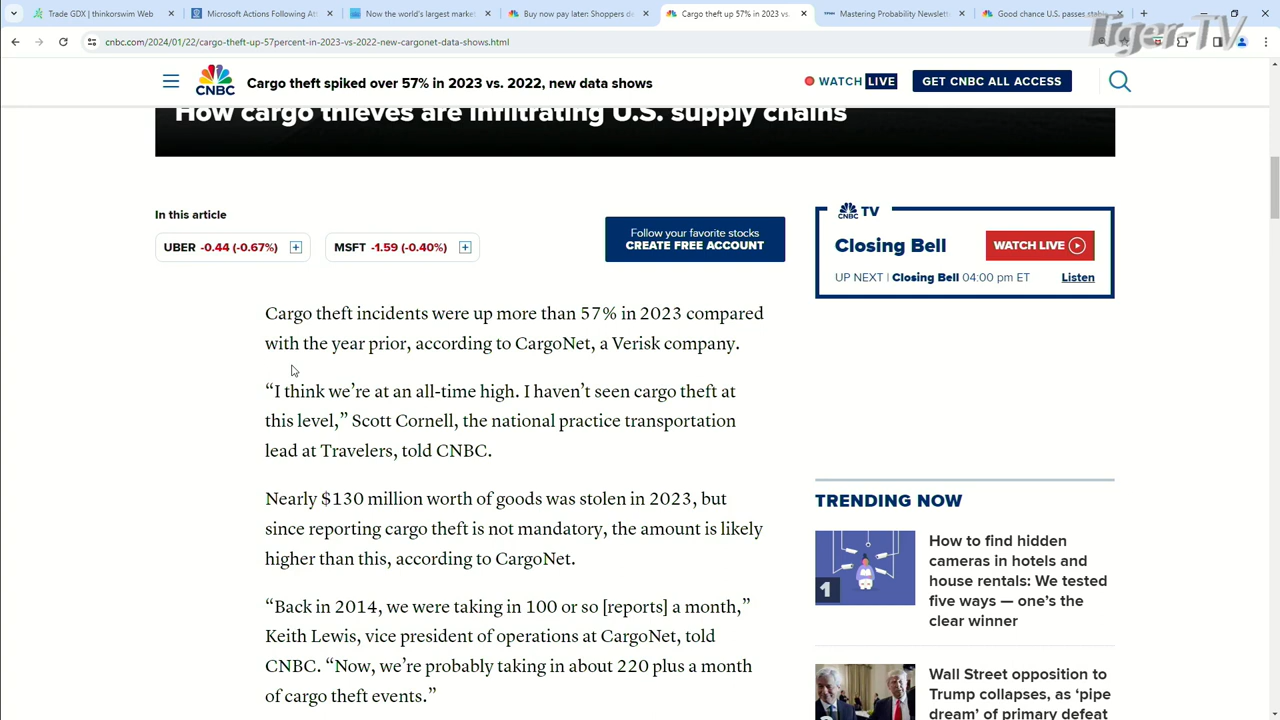 Trade GDX | thinkorswim Web
Microsoft Actions Following Att
Now the world's largest market
Buy now pay later: Shoppers de
Cargo theft up 57% in 2023 vs.
Mastering Probability Newslett
Good chance U.S. passes stabl
Tiger-TV
cnbc.com/2024/01/22/cargo-theft-up-57percent-in-2023-vs-2022-new-cargonet-data-shows.html
CNBC
Cargo theft spiked over 57% in 2023 vs. 2022, new data shows
WATCH LIVE
GET CNBC ALL ACCESS
How cargo thieves are infiltrating U.S. supply chains
In this article
UBER -0.44 (-0.67%)
MSFT -1.59 (-0.40%)
Follow your favorite stocks
CREATE FREE ACCOUNT
CNBC TV
Closing Bell
WATCH LIVE
UP NEXT | Closing Bell 04:00 pm ET
Listen
Cargo theft incidents were up more than 57% in 2023 compared
with the year prior, according to CargoNet, a Verisk company.
“I think we’re at an all-time high. I haven’t seen cargo theft at
this level,” Scott Cornell, the national practice transportation
lead at Travelers, told CNBC.
Nearly $130 million worth of goods was stolen in 2023, but
since reporting cargo theft is not mandatory, the amount is likely
higher than this, according to CargoNet.
“Back in 2014, we were taking in 100 or so [reports] a month,”
Keith Lewis, vice president of operations at CargoNet, told
CNBC. “Now, we’re probably taking in about 220 plus a month
of cargo theft events.”
TRENDING NOW
1
How to find hidden
cameras in hotels and
house rentals: We tested
five ways — one’s the
clear winner
Wall Street opposition to
Trump collapses, as ‘pipe
dream’ of primary defeat